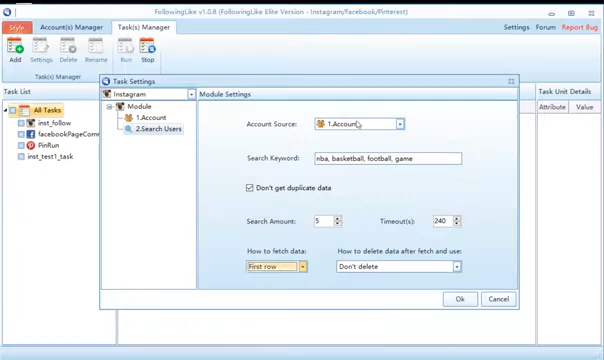 FollowingLike v1.0.8 (FollowingLike Elite Version - Instagram/Facebook/Pinterest)
Style Account(s) Manager Task(s) Manager Settings Forum Report Bug
Add Settings Delete Rename Run Stop
Task(s) Manager
Task List
Task Unit Details
Attribute Value
All Tasks
inst_follow
facebookPageComm
PinRun
inst_test1_task
Task Settings
Instagram
Module
1.Account
2.Search Users
Module Settings
Account Source: 1.Account
Search Keyword: nba, basketball, football, game
Don't get duplicate data
Search Amount: 5 Timeout(s): 240
How to fetch data: How to delete data after fetch and use:
First row Don't delete
Ok Cancel